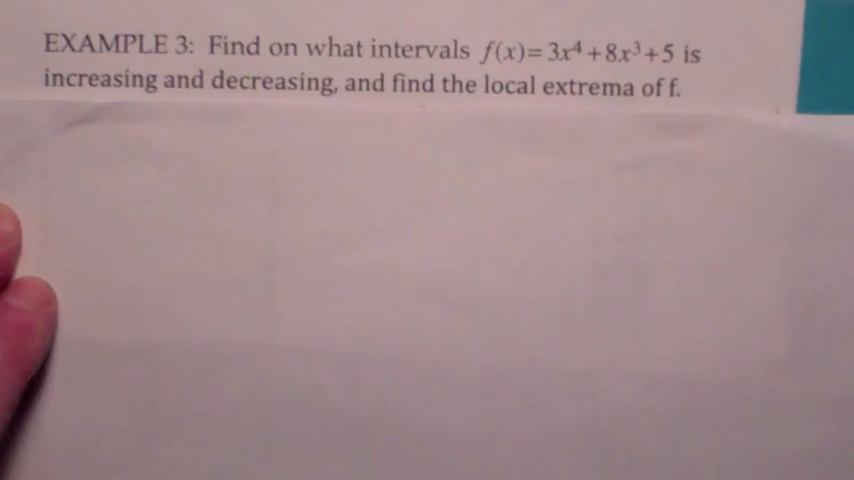 EXAMPLE 3: Find on what intervals f(x)= 3x⁴+8x³+5 is
increasing and decreasing, and find the local extrema of f.